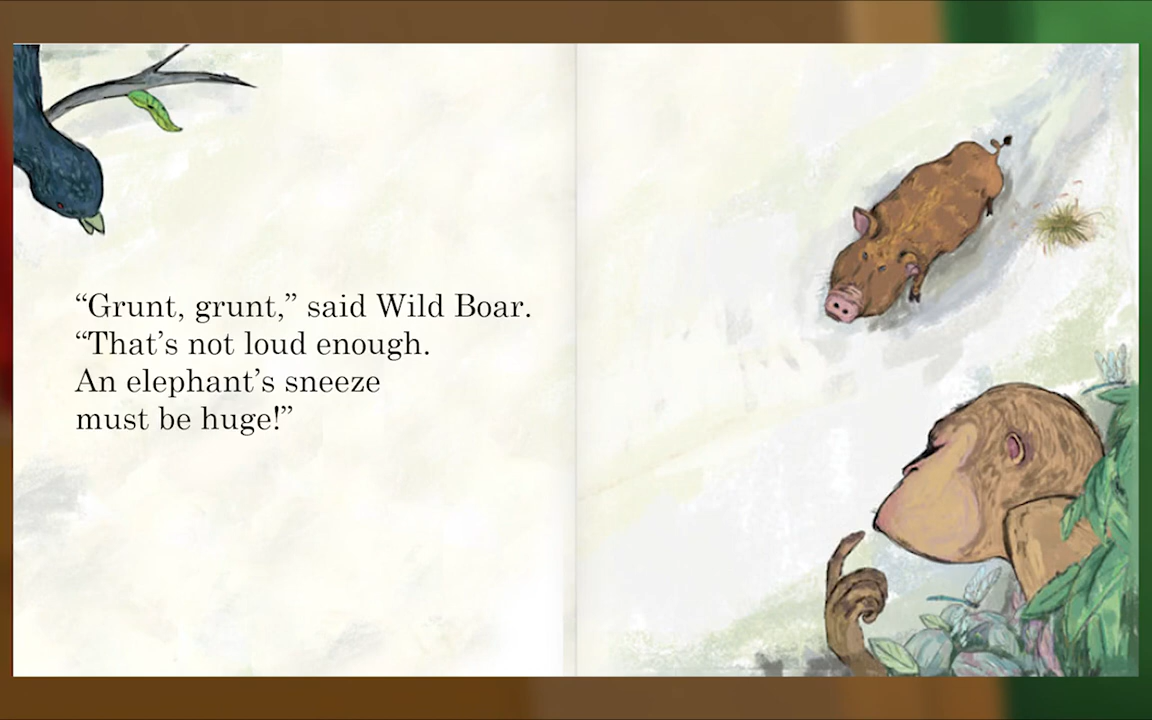 “Grunt, grunt,” said Wild Boar.
“That’s not loud enough.
An elephant’s sneeze
must be huge!”